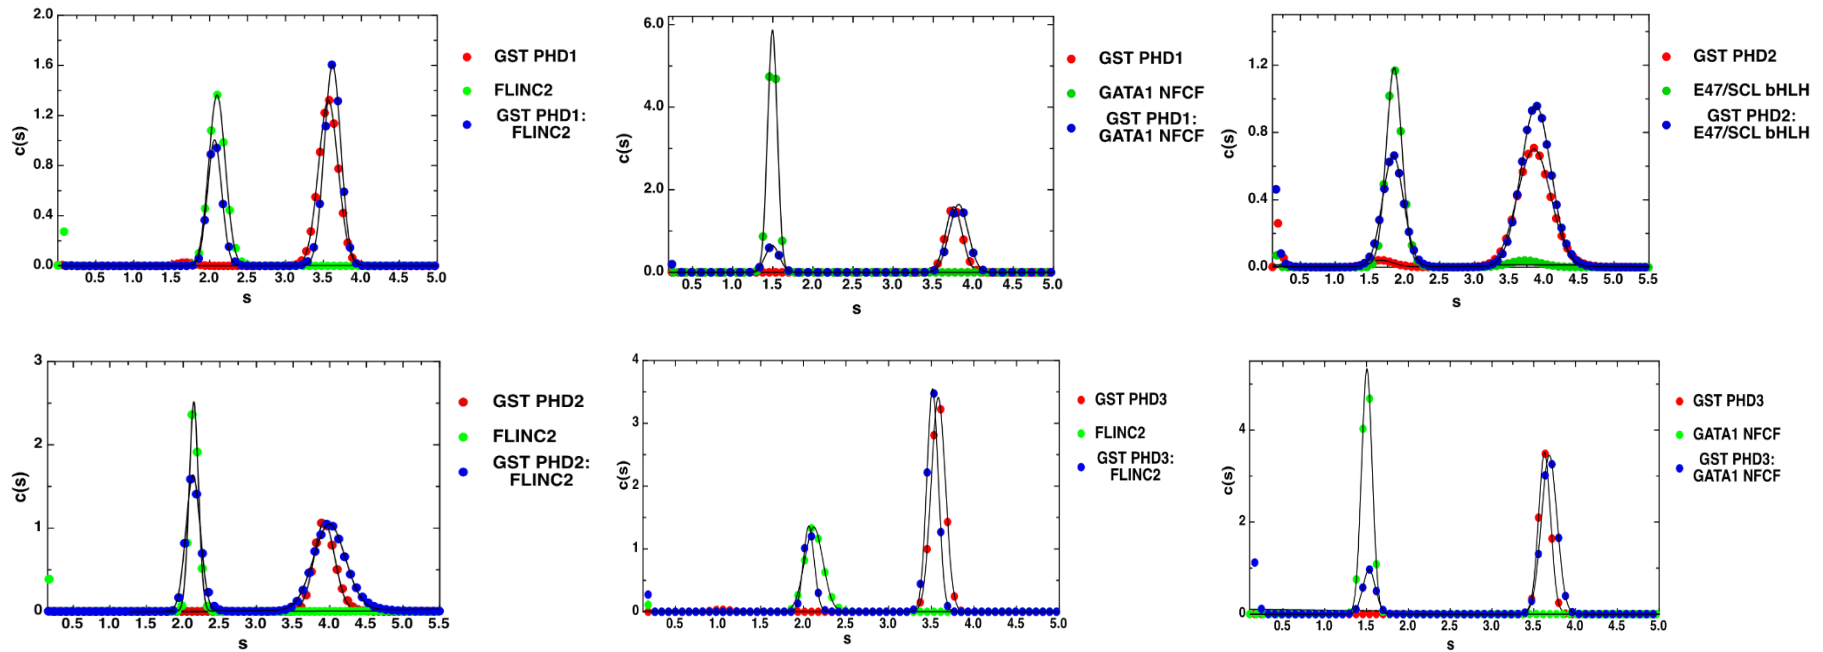 2.0
1.6
1.2
0.8
0.4
0.0
c(s)
0.5 1.0 1.5 2.0 2.5 3.0 3.5 4.0 4.5 5.0
s
GST PHD1
FLINC2
GST PHD1:
FLINC2
6.0
4.0
2.0
0.0
c(s)
0.5 1.0 1.5 2.0 2.5 3.0 3.5 4.0 4.5 5.0
s
GST PHD1
GATA1 NFCF
GST PHD1:
GATA1 NFCF
1.2
0.8
0.4
0.0
c(s)
0.5 1.0 1.5 2.0 2.5 3.0 3.5 4.0 4.5 5.0 5.5
s
GST PHD2
E47/SCL bHLH
GST PHD2:
E47/SCL bHLH
3
2
1
0
c(s)
0.5 1.0 1.5 2.0 2.5 3.0 3.5 4.0 4.5 5.0 5.5
s
GST PHD2
FLINC2
GST PHD2:
FLINC2
4
3
2
1
0
c(s)
0.5 1.0 1.5 2.0 2.5 3.0 3.5 4.0 4.5 5.0
s
GST PHD3
FLINC2
GST PHD3:
FLINC2
4
2
0
c(s)
0.5 1.0 1.5 2.0 2.5 3.0 3.5 4.0 4.5 5.0
s
GST PHD3
GATA1 NFCF
GST PHD3:
GATA1 NFCF